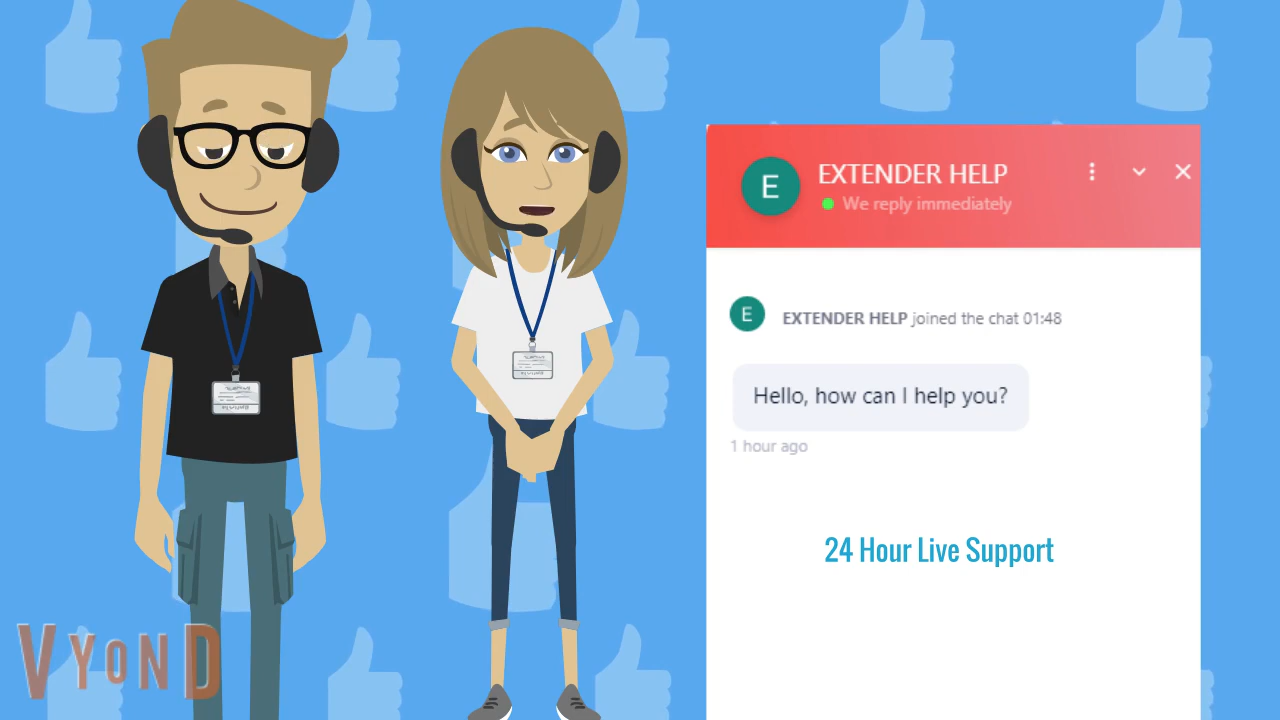 E
EXTENDER HELP
We reply immediately
E
EXTENDER HELP joined the chat 01:48
Hello, how can I help you?
1 hour ago
24 Hour Live Support
VYOND